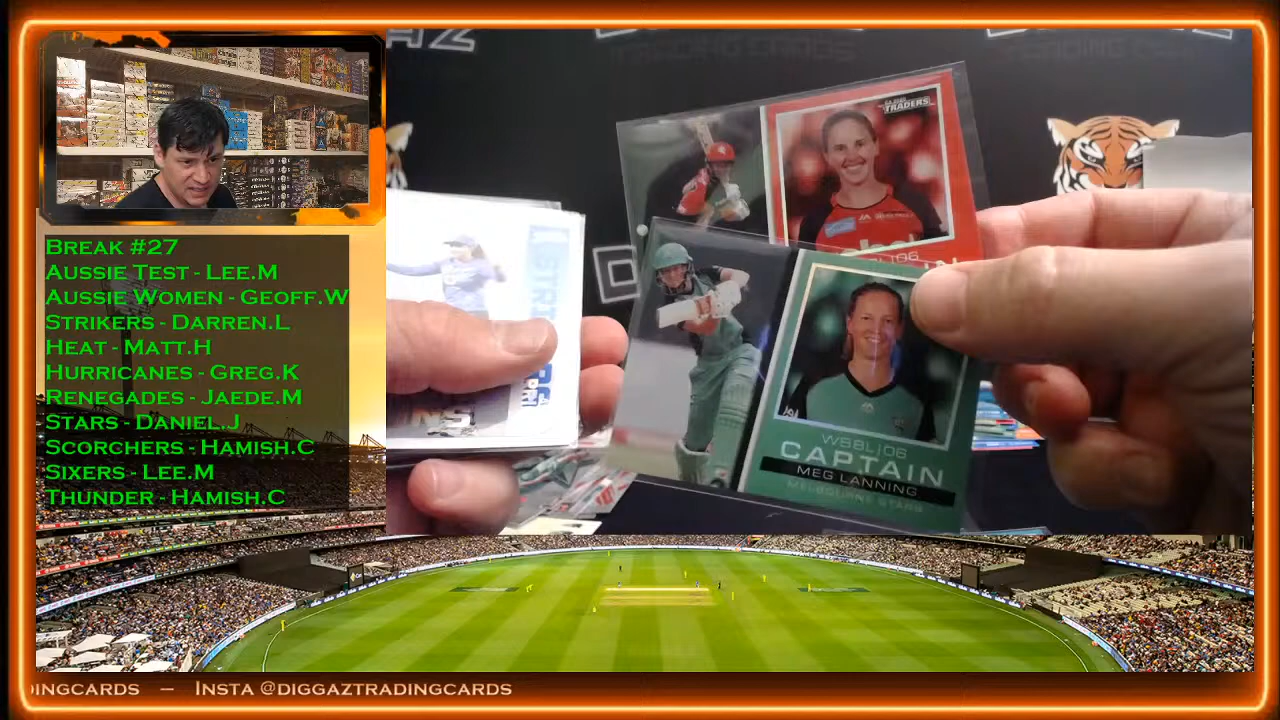 BREAK #27
AUSSIE TEST - LEE.M
AUSSIE WOMEN - GEOFF.W
STRIKERS - DARREN.L
HEAT - MATT.H
HURRICANES - GREG.K
RENEGADES - JAEDE.M
STARS - DANIEL.J
SCORCHERS - HAMISH.C
SIXERS - LEE.M
THUNDER - HAMISH.C
TRADERS
WBBL|06
CAPTAIN
MEG LANNING
MELBOURNE STARS
DINGCARDS — INSTA @DIGGAZTRADINGCARDS